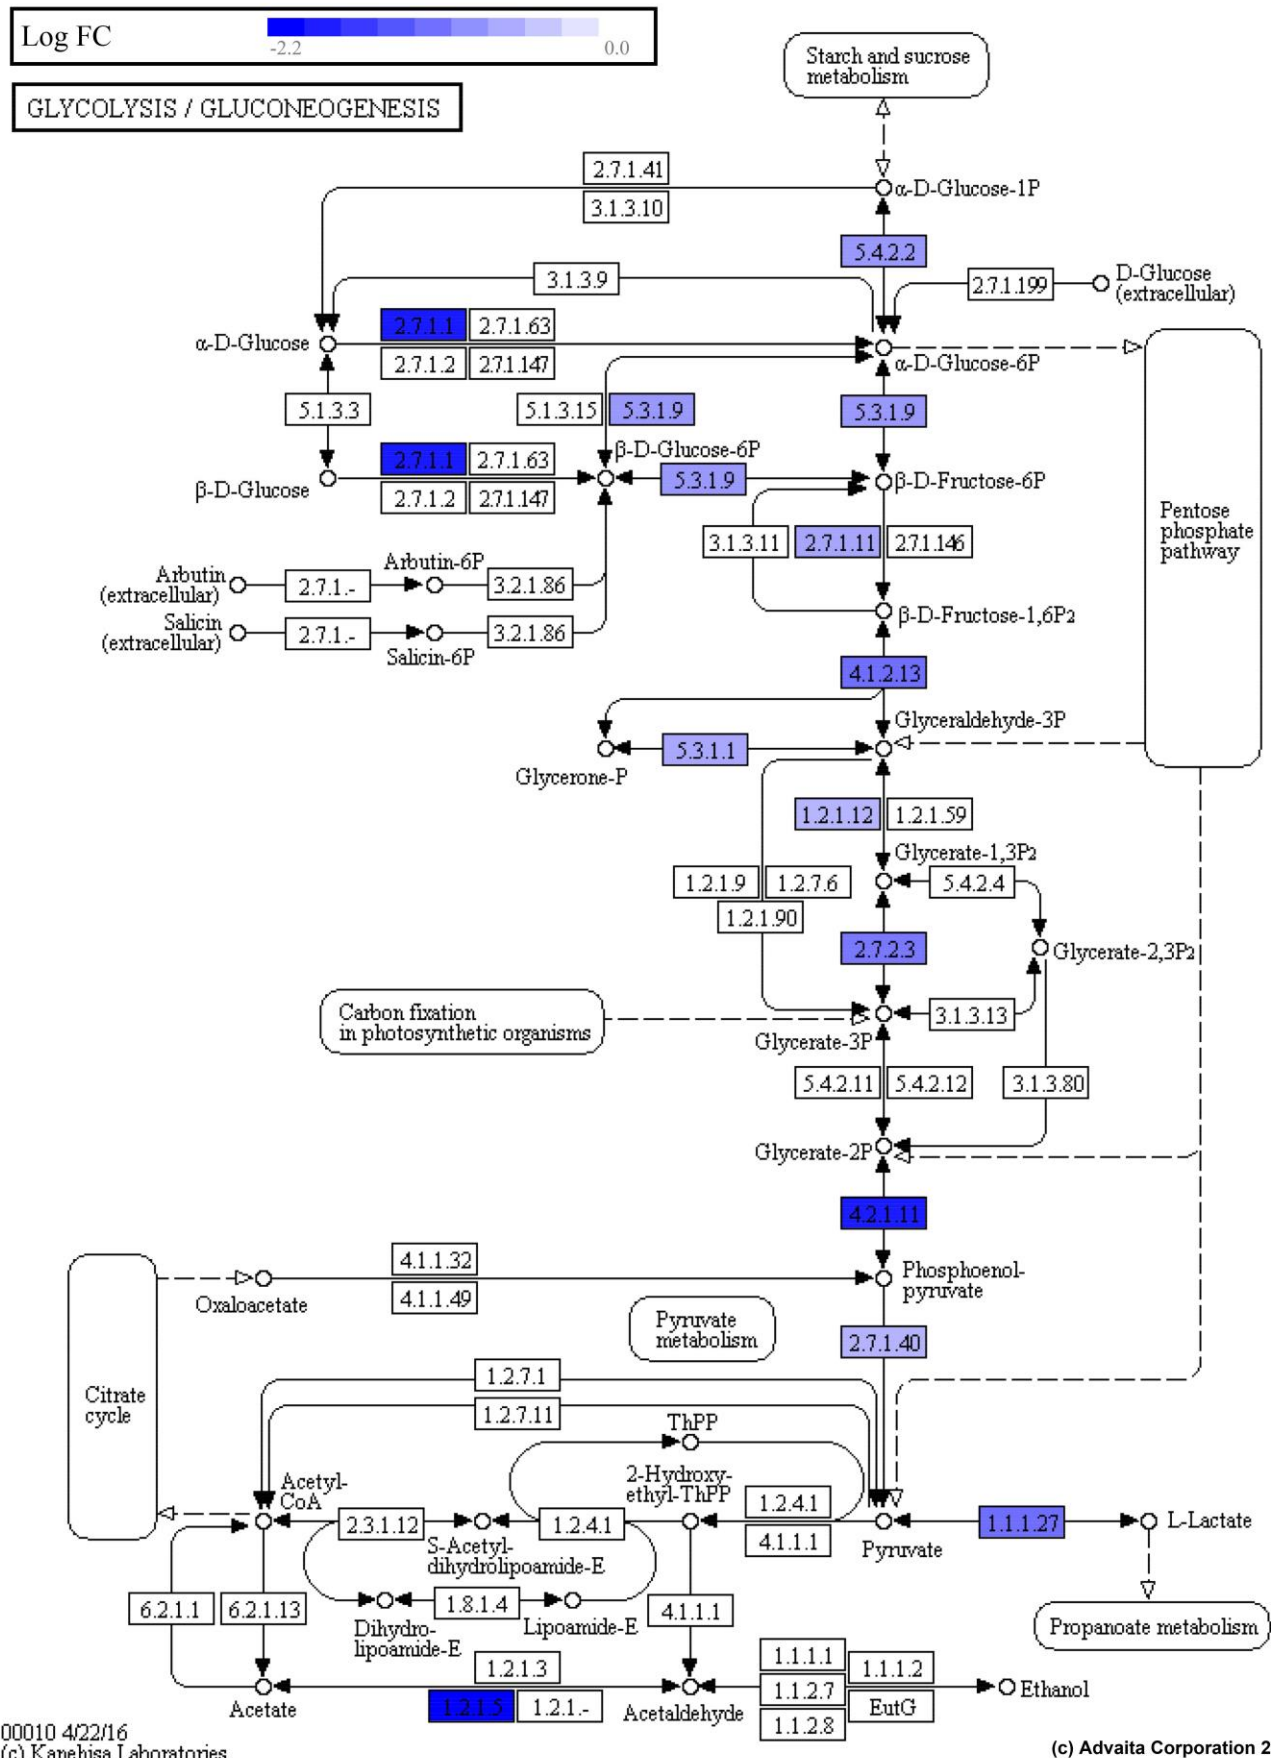 Log FC
-2.2
0.0
GLYCOLYSIS / GLUCONEOGENESIS
Starch and sucrose
metabolism
2.7.1.41
3.1.3.10
α-D-Glucose-1P
5.4.2.2
3.1.3.9
2.7.1.199
D-Glucose
(extracellular)
α-D-Glucose
2.7.1.1
2.7.1.63
2.7.1.2
2.7.1.147
α-D-Glucose-6P
5.1.3.3
5.1.3.15
5.3.1.9
5.3.1.9
β-D-Glucose
2.7.1.1
2.7.1.63
2.7.1.2
2.7.1.147
β-D-Glucose-6P
5.3.1.9
β-D-Fructose-6P
Pentose
phosphate
pathway
3.1.3.11
2.7.1.11
2.7.1.146
Arbutin
(extracellular)
2.7.1.-
Arbutin-6P
3.2.1.86
Salicin
(extracellular)
2.7.1.-
Salicin-6P
3.2.1.86
β-D-Fructose-1,6P2
4.1.2.13
Glyceraldehyde-3P
Glycerone-P
5.3.1.1
1.2.1.12
1.2.1.59
Glycerate-1,3P2
1.2.1.9
1.2.7.6
1.2.1.90
5.4.2.4
2.7.2.3
Glycerate-2,3P2
Carbon fixation
in photosynthetic organisms
3.1.3.13
Glycerate-3P
5.4.2.11
5.4.2.12
3.1.3.80
Glycerate-2P
4.2.1.11
4.1.1.32
4.1.1.49
Oxaloacetate
Phosphoenol-
pyruvate
Pyruvate
metabolism
2.7.1.40
Citrate
cycle
1.2.7.1
1.2.7.11
ThPP
Acetyl-
CoA
2-Hydroxy-
ethyl-ThPP
2.3.1.12
S-Acetyl-
dihydrolipoamide-E
1.2.4.1
1.2.4.1
4.1.1.1
Pyruvate
1.1.1.27
L-Lactate
6.2.1.1
6.2.1.13
Dihydro-
lipoamide-E
1.8.1.4
Lipoamide-E
4.1.1.1
Propanoate metabolism
Acetate
1.2.1.3
1.2.1.5
1.2.1.-
Acetaldehyde
1.1.1.1
1.1.2.7
1.1.2.8
1.1.1.2
EutG
Ethanol
00010 4/22/16
(c) Kanehisa Laboratories
(c) Advaita Corporation 2